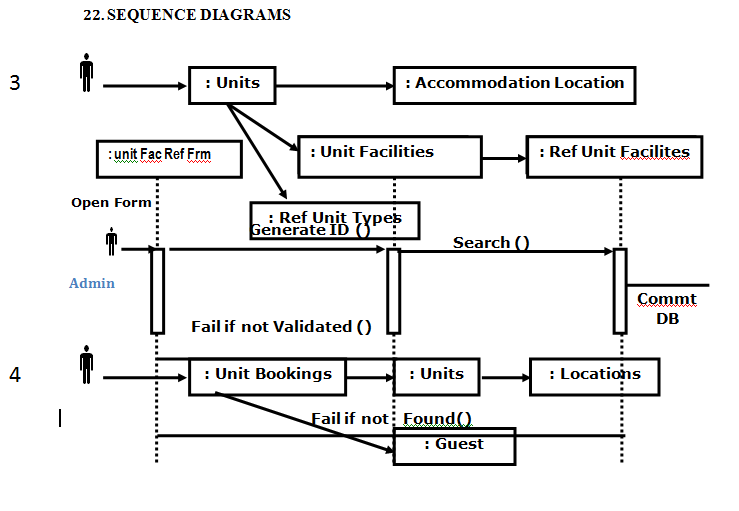 22. SEQUENCE DIAGRAMS
3
: Units
: Accommodation Location
: unit Fac Ref Frm
: Unit Facilities
: Ref Unit Facilites
Open Form
: Ref Unit Types
Generate ID ()
Search ()
Admin
Commt
DB
Fail if not Validated ()
4
: Unit Bookings
: Units
: Locations
Fail if not Found()
: Guest